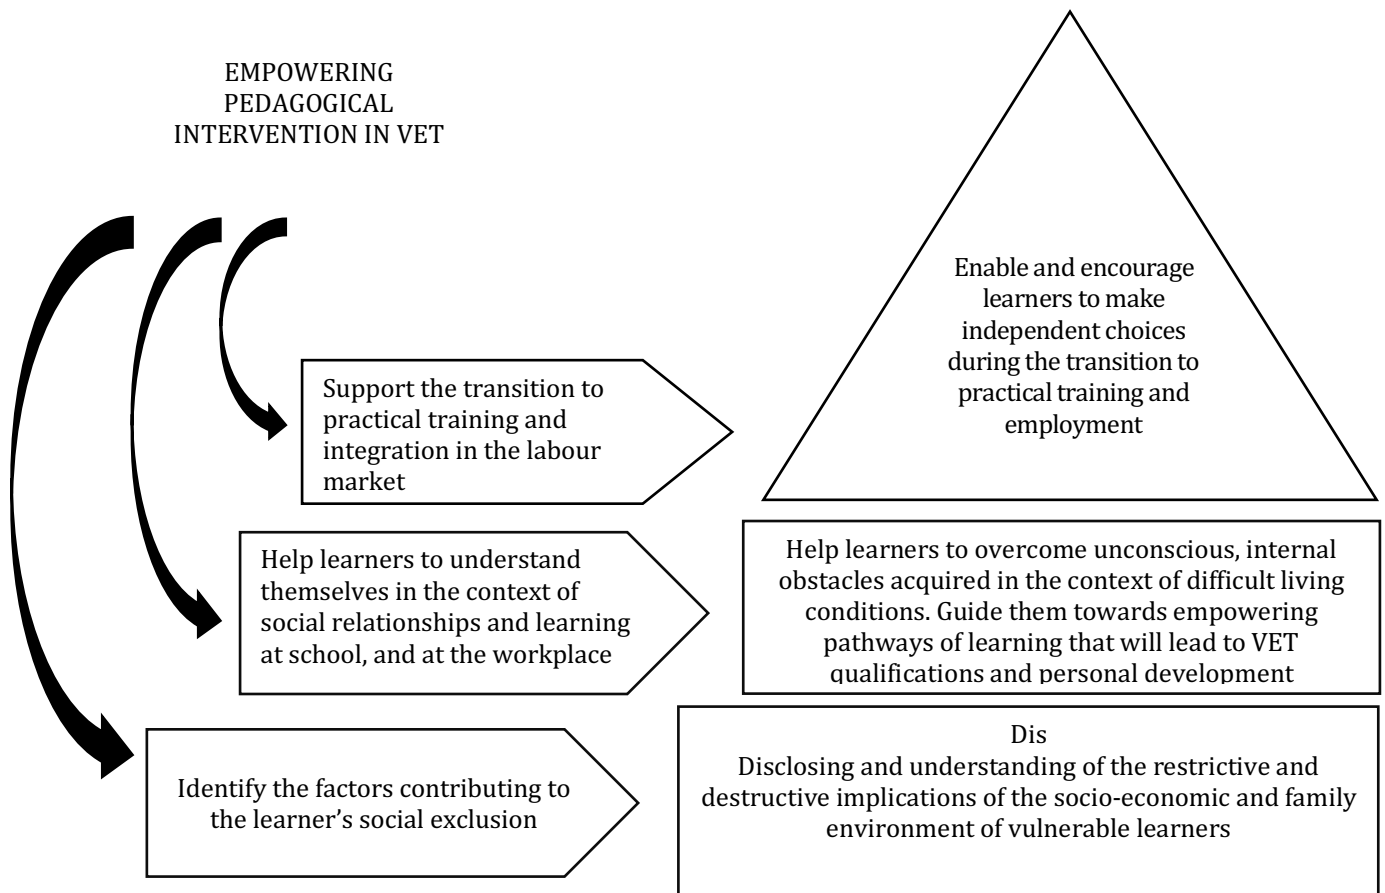 EMPOWERING
PEDAGOGICAL
INTERVENTION IN VET
Enable and encourage
learners to make
independent choices
during the transition to
practical training and
employment
Support the transition to
practical training and
integration in the labour
market
Help learners to understand
themselves in the context of
social relationships and learning
at school, and at the workplace
Help learners to overcome unconscious, internal
obstacles acquired in the context of difficult living
conditions. Guide them towards empowering
pathways of learning that will lead to VET
qualifications and personal development
Identify the factors contributing to
the learner’s social exclusion
Dis
Disclosing and understanding of the restrictive and
destructive implications of the socio-economic and family
environment of vulnerable learners